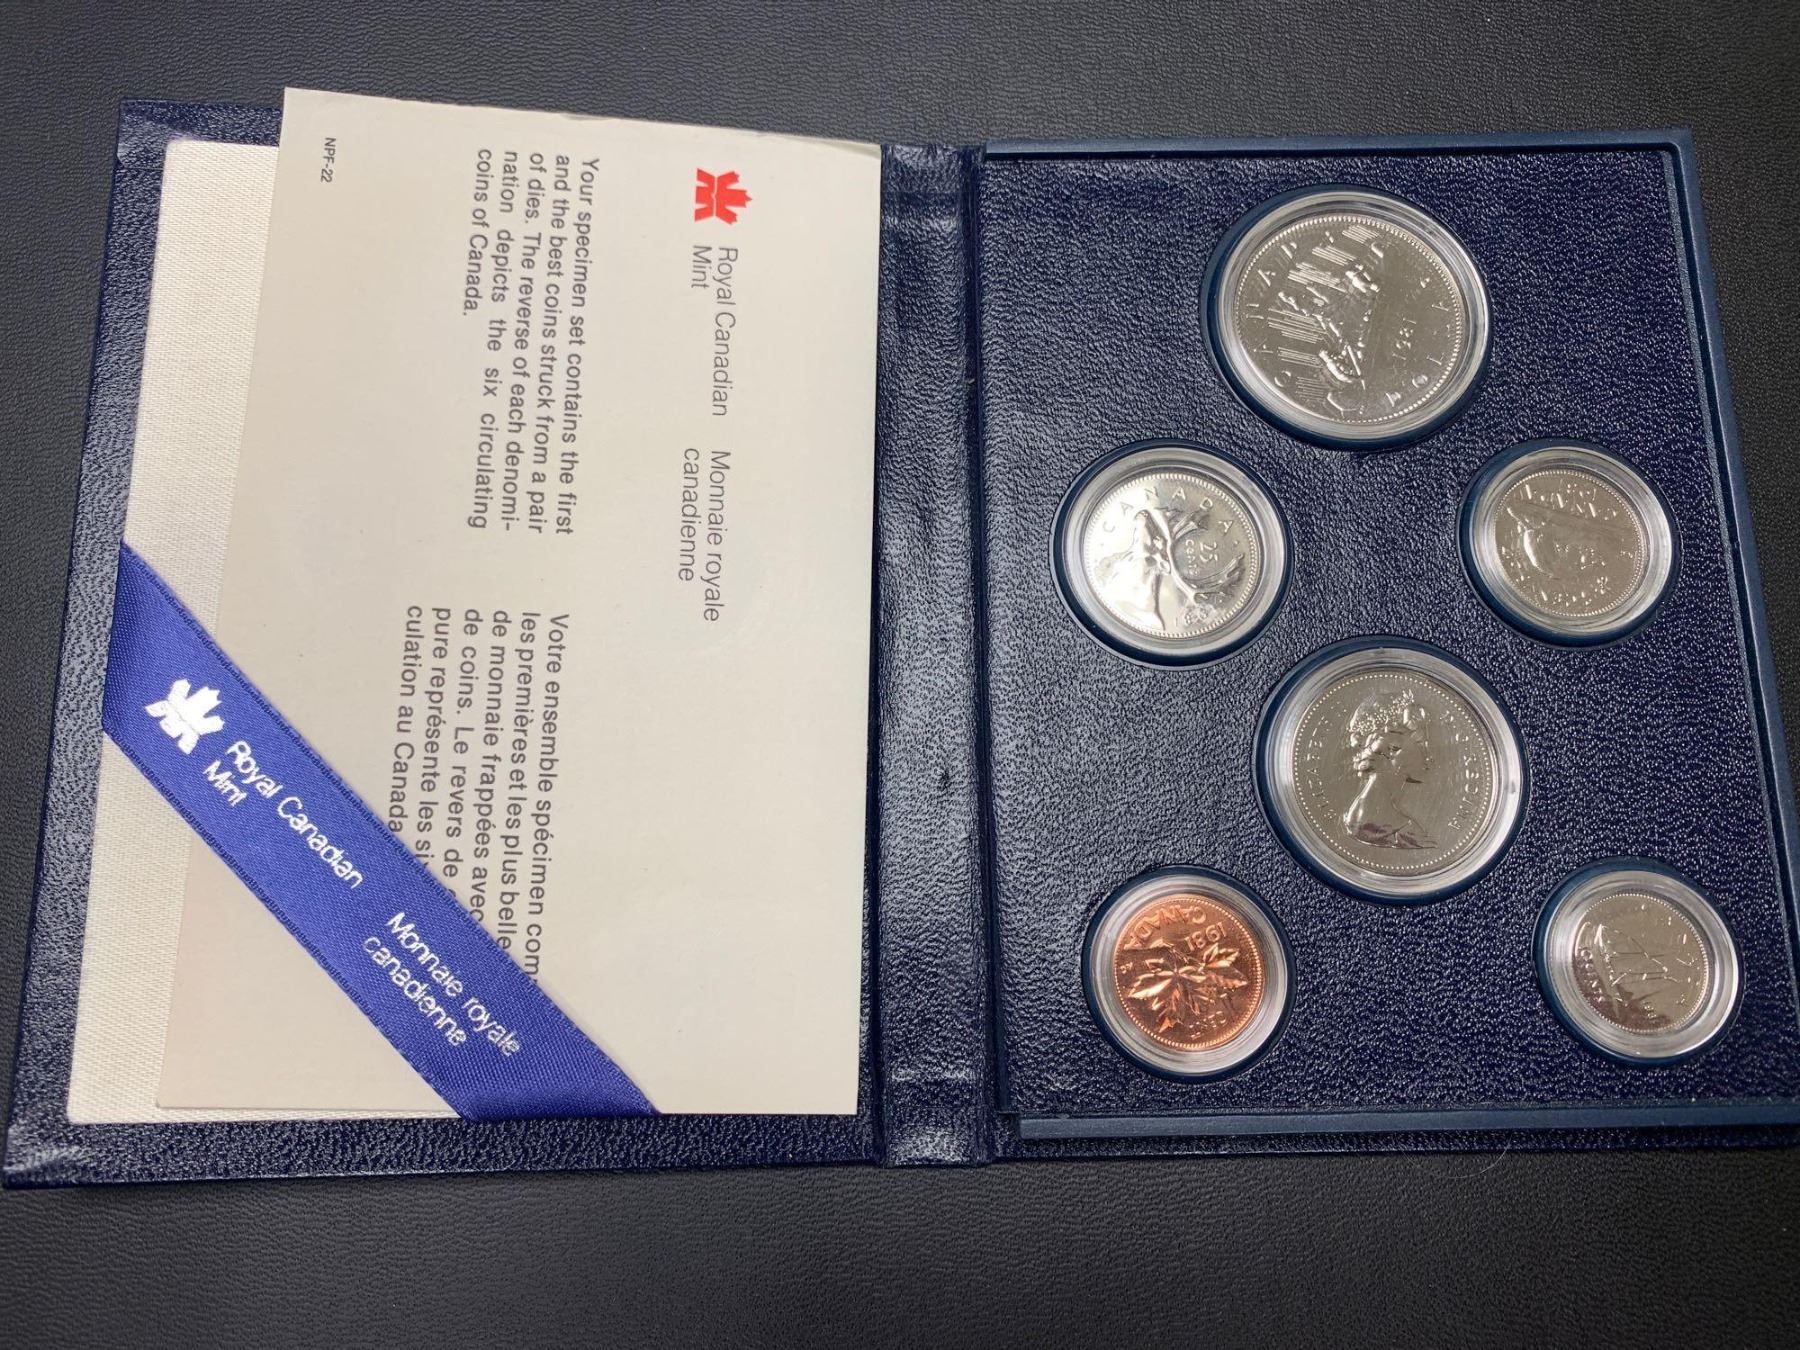 NPF-22
Royal Canadian
Mint
Monnaie royale
canadienne
Your specimen set contains the first
and the best coins struck from a pair
of dies. The reverse of each denomi-
nation depicts the six circulating
coins of Canada.
Votre ensemble spécimen com
les premières et les plus belle
de monnaie frappées avec
de coins. Le revers de
pure représente les si
culation au Canada
Royal Canadian
Mint
Monnaie royale
canadienne
CANADA
1981
DOLLAR
CANADA
25
CENTS
ELIZABETH II
D·G·REGINA
CANADA
1981